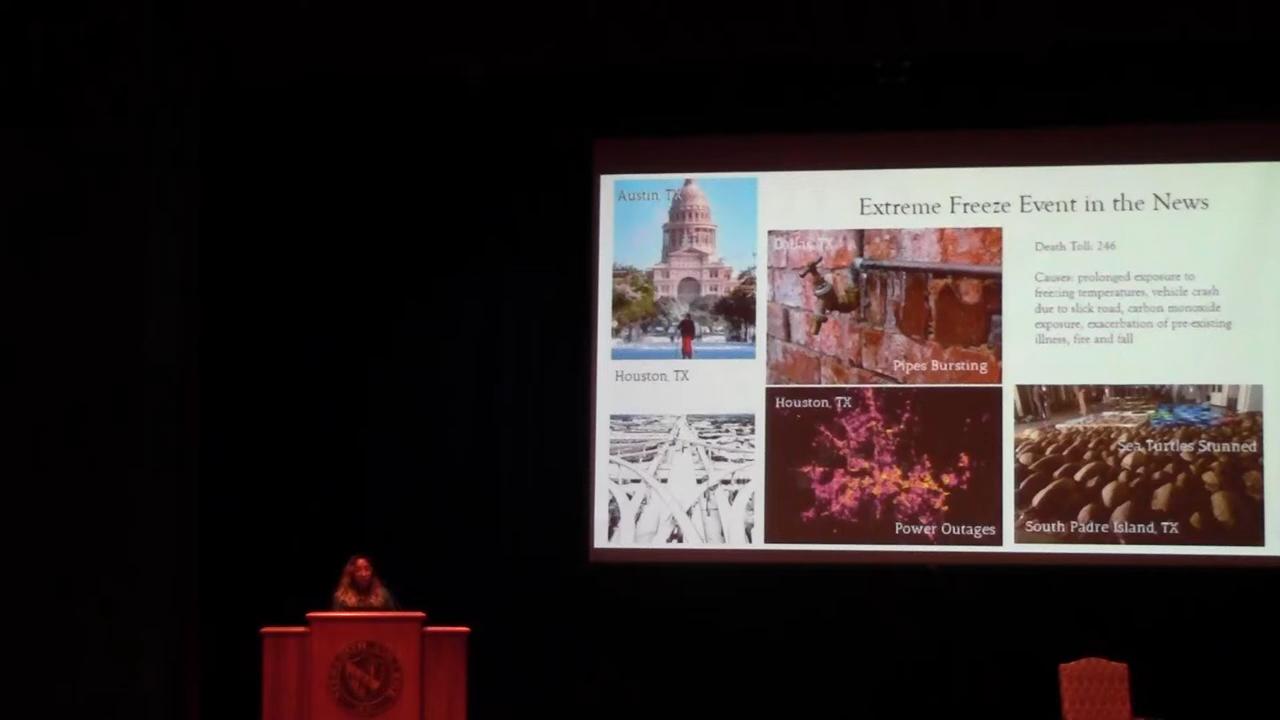 Austin, TX
Extreme Freeze Event in the News
Dallas, TX
Death Toll: 246
Causes: prolonged exposure to
freezing temperatures, vehicle crash
due to slick road, carbon monoxide
exposure, exacerbation of pre-existing
illness, fire and fall
Pipes Bursting
Houston, TX
Houston, TX
Power Outages
Sea Turtles Stunned
South Padre Island, TX